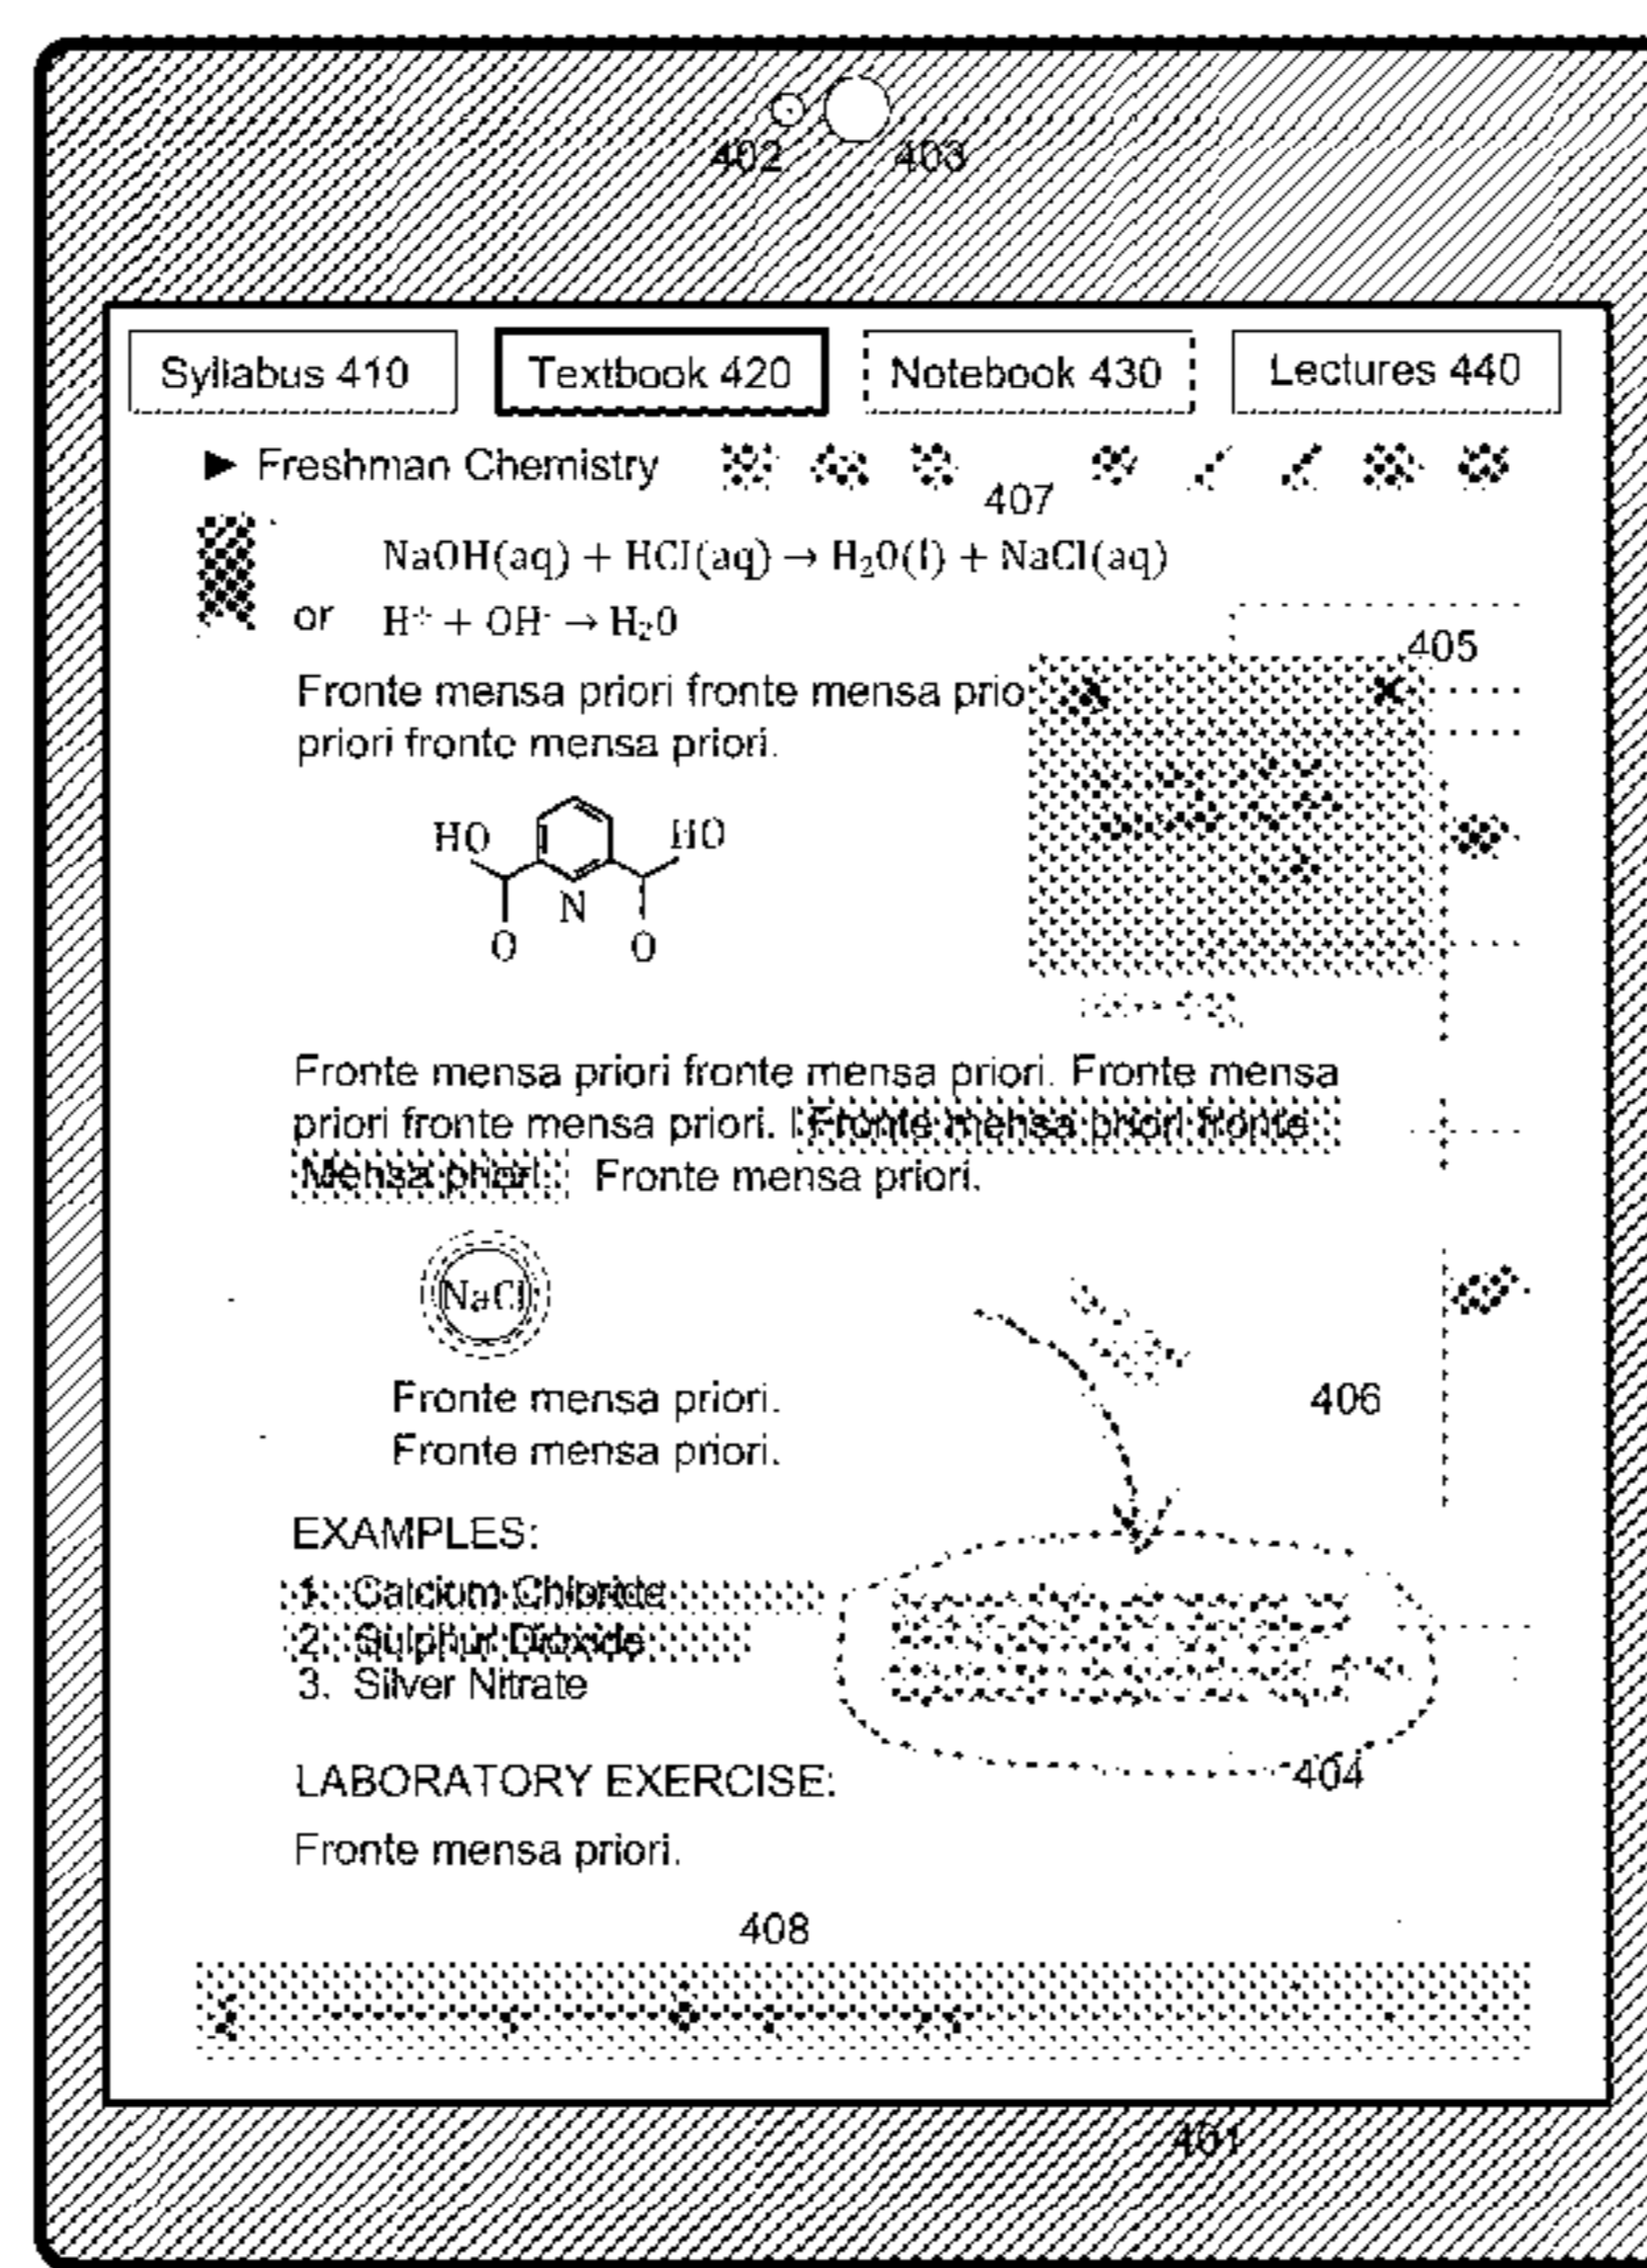 402 403
Syllabus 410 Textbook 420 Notebook 430 Lectures 440
► Freshman Chemistry
407
NaOH(aq) + HCl(aq) → H₂0(l) + NaCl(aq)
or H⁺ + OH⁻ → H₂0
405
Fronte mensa priori fronte mensa prio
priori fronte mensa priori.
HO HO
N
O O
Fronte mensa priori fronte mensa priori. Fronte mensa
priori fronte mensa priori. Fronte mensa priori fronte
Mensa priori. Fronte mensa priori.
NaCl
Fronte mensa priori.
406
Fronte mensa priori.
EXAMPLES:
1. Calcium Chloride
2. Sulphur Dioxide
3. Silver Nitrate
404
LABORATORY EXERCISE:
Fronte mensa priori.
408
401